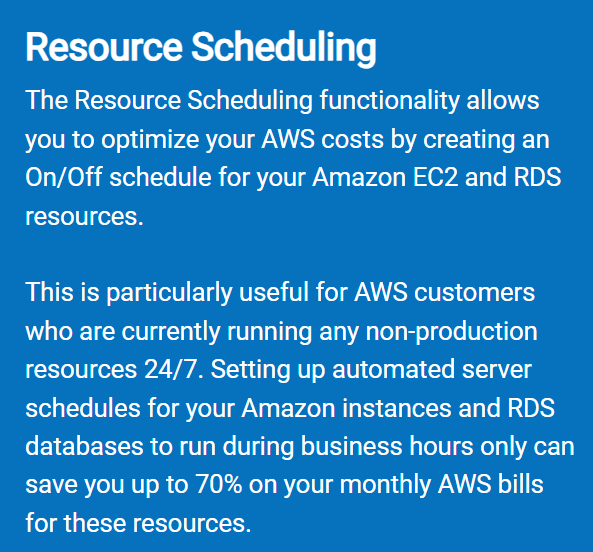 Resource Scheduling
The Resource Scheduling functionality allows
you to optimize your AWS costs by creating an
On/Off schedule for your Amazon EC2 and RDS
resources.
This is particularly useful for AWS customers
who are currently running any non-production
resources 24/7. Setting up automated server
schedules for your Amazon instances and RDS
databases to run during business hours only can
save you up to 70% on your monthly AWS bills
for these resources.